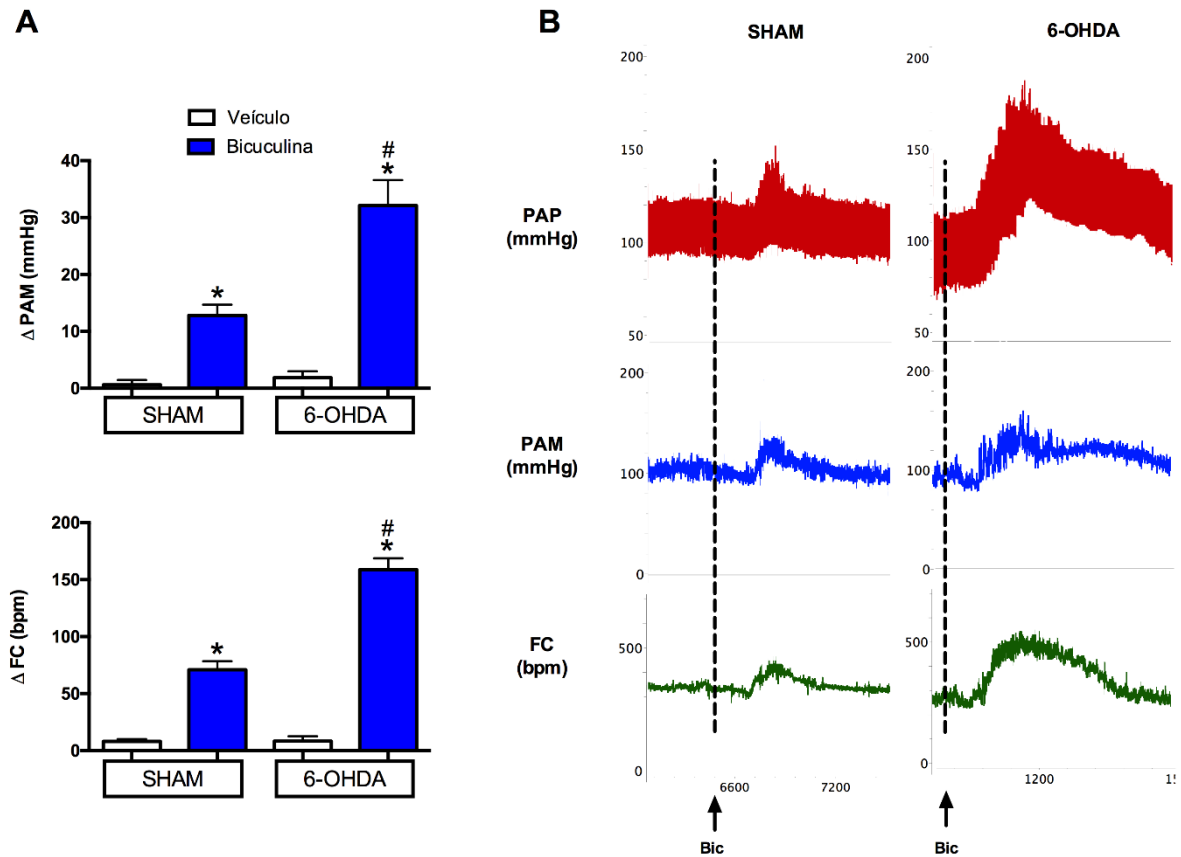 A
Veículo
Bicuculina
Δ PAM (mmHg)
40
30
20
10
0
#
*
*
SHAM
6-OHDA
Δ FC (bpm)
200
150
100
50
0
#
*
*
SHAM
6-OHDA
B
SHAM
6-OHDA
PAP
(mmHg)
200
150
100
50
200
150
100
50
PAM
(mmHg)
200
100
0
200
100
0
FC
(bpm)
500
0
500
0
6600
7200
1200
15
Bic
Bic